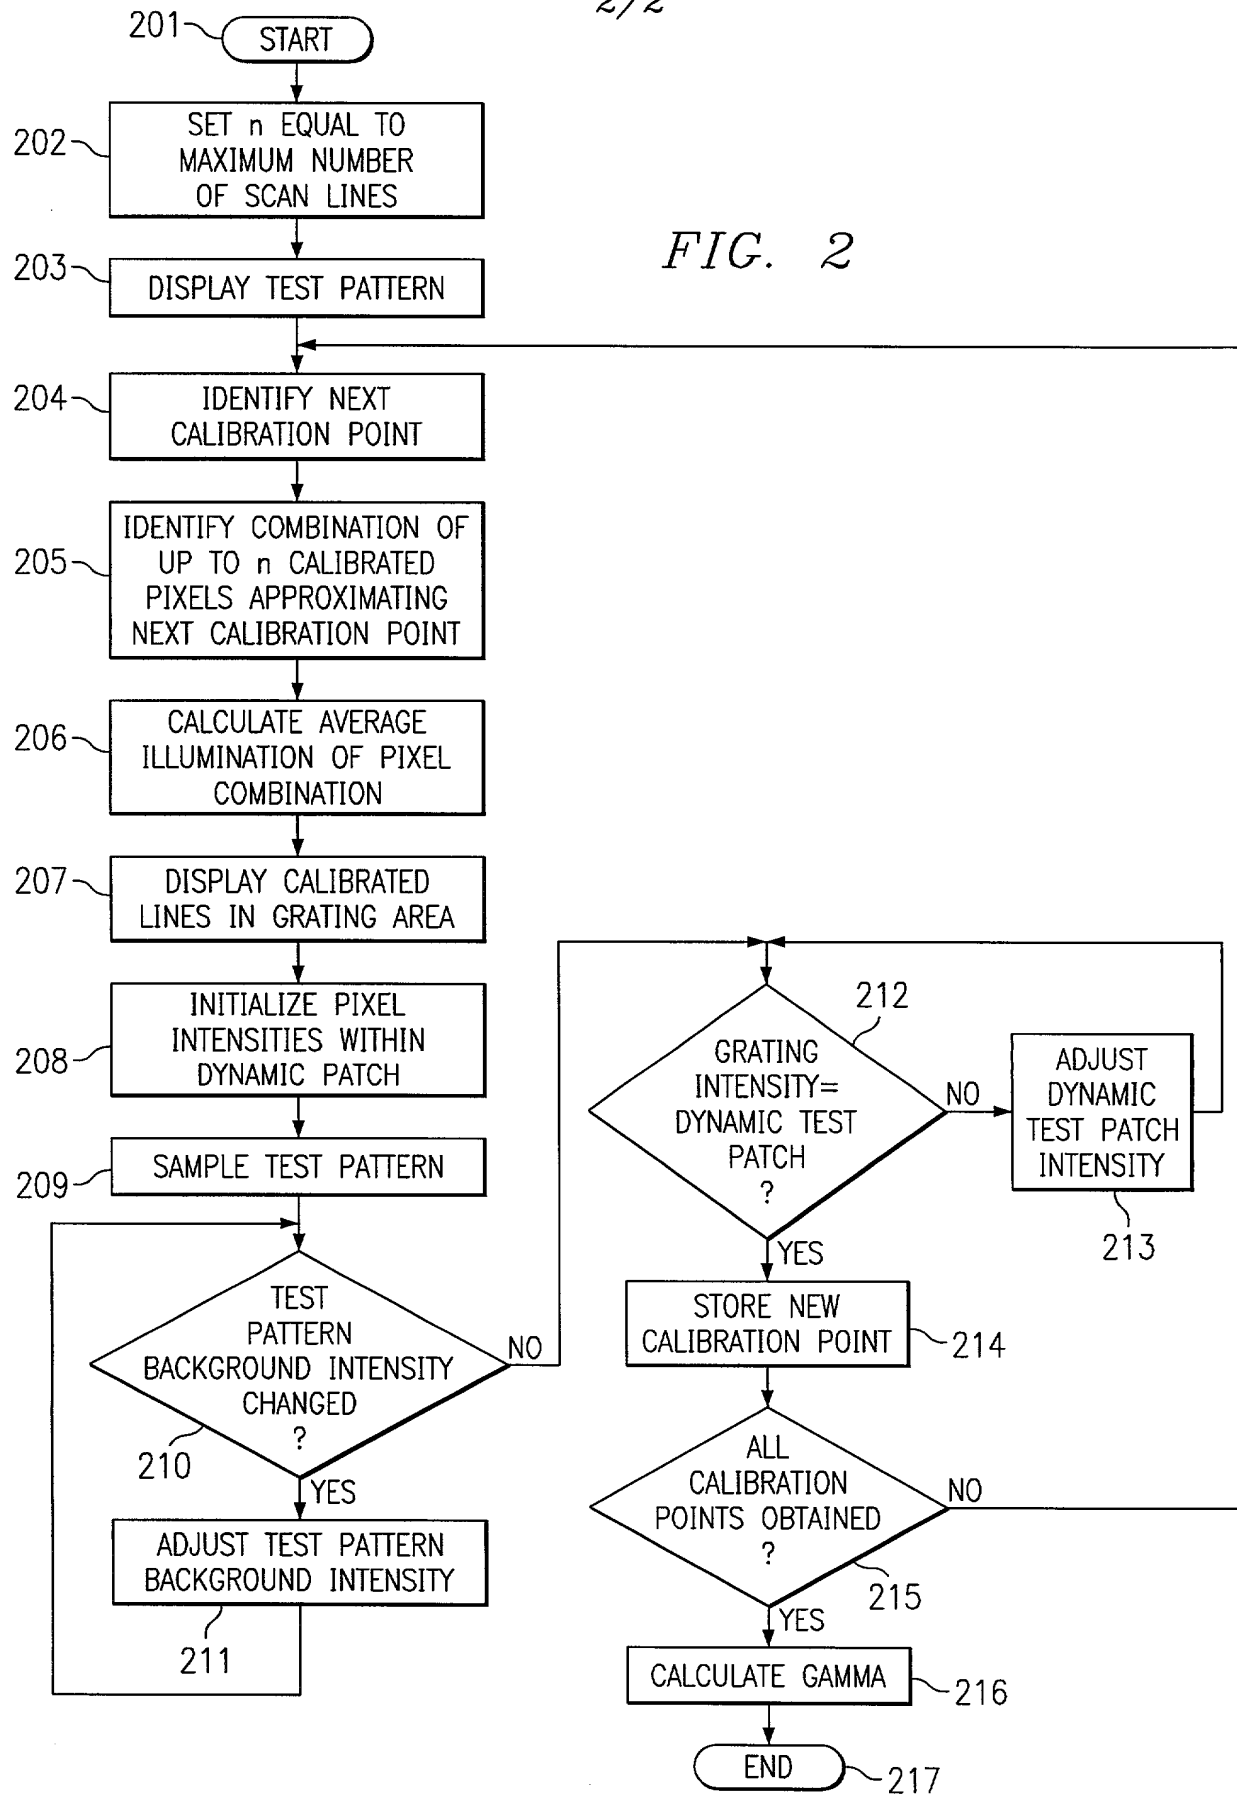 2/2
201
START
202
SET n EQUAL TO
MAXIMUM NUMBER
OF SCAN LINES
FIG. 2
203
DISPLAY TEST PATTERN
204
IDENTIFY NEXT
CALIBRATION POINT
205
IDENTIFY COMBINATION OF
UP TO n CALIBRATED
PIXELS APPROXIMATING
NEXT CALIBRATION POINT
206
CALCULATE AVERAGE
ILLUMINATION OF PIXEL
COMBINATION
207
DISPLAY CALIBRATED
LINES IN GRATING AREA
208
INITIALIZE PIXEL
INTENSITIES WITHIN
DYNAMIC PATCH
209
SAMPLE TEST PATTERN
TEST
PATTERN
BACKGROUND INTENSITY
CHANGED
?
NO
210
YES
ADJUST TEST PATTERN
BACKGROUND INTENSITY
211
212
GRATING
INTENSITY=
DYNAMIC TEST
PATCH
?
NO
ADJUST
DYNAMIC
TEST PATCH
INTENSITY
213
YES
STORE NEW
CALIBRATION POINT
214
ALL
CALIBRATION
POINTS OBTAINED
?
NO
215
YES
CALCULATE GAMMA
216
END
217